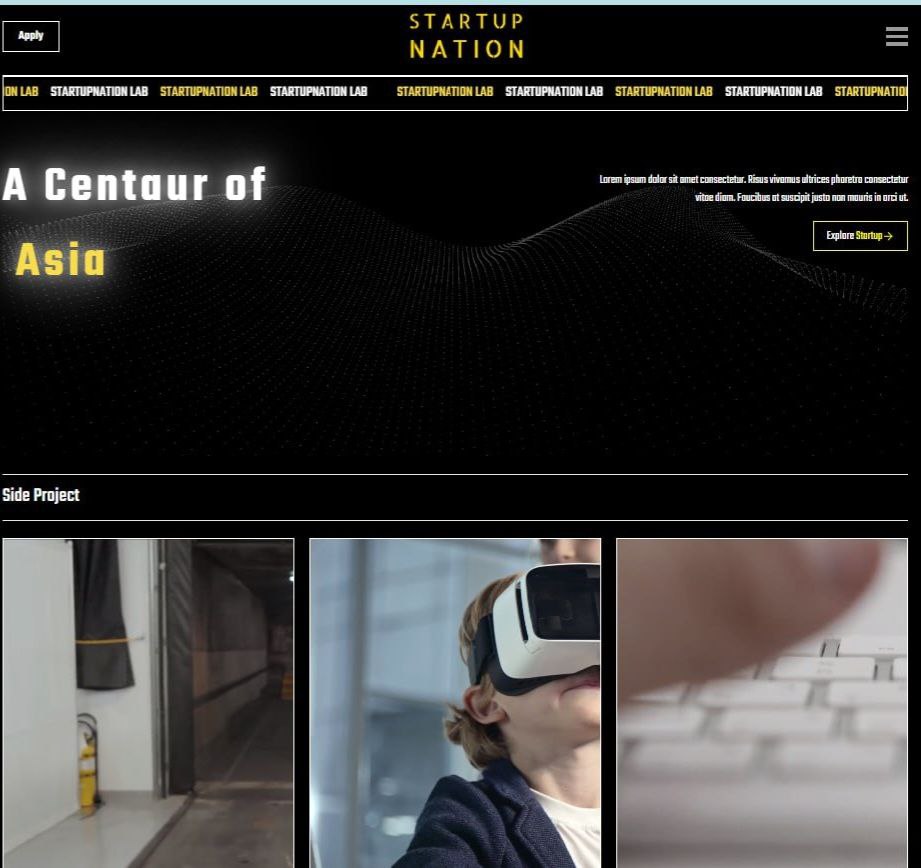 Apply
STARTUP
NATION
ON LAB STARTUPNATION LAB STARTUPNATION LAB STARTUPNATION LAB STARTUPNATION LAB STARTUPNATION LAB STARTUPNATION LAB STARTUPNATION LAB STARTUPNATIO
A Centaur of
Asia
Lorem ipsum dolor sit amet consectetur. Risus vivamus ultrices pharetra consectetur
vitae diam. Faucibus at suscipit justo non mauris in orci ut.
Explore Startup→
Side Project